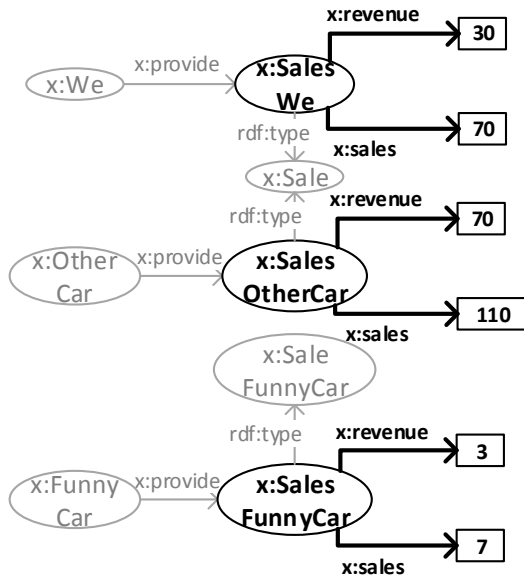 x:revenue
30
x:We
x:provide
x:Sales
We
70
rdf:type
x:sales
x:Sale
x:revenue
70
rdf:type
x:Other
Car
x:provide
x:Sales
OtherCar
110
x:sales
x:Sale
FunnyCar
rdf:type
x:revenue
3
x:Funny
Car
x:provide
x:Sales
FunnyCar
7
x:sales